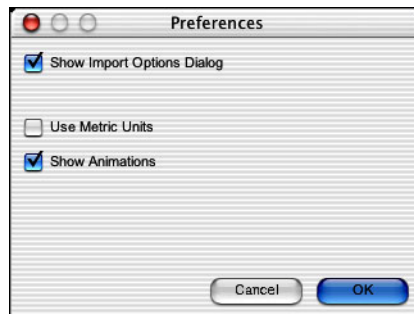 Preferences
Show Import Options Dialog
Use Metric Units
Show Animations
Cancel OK